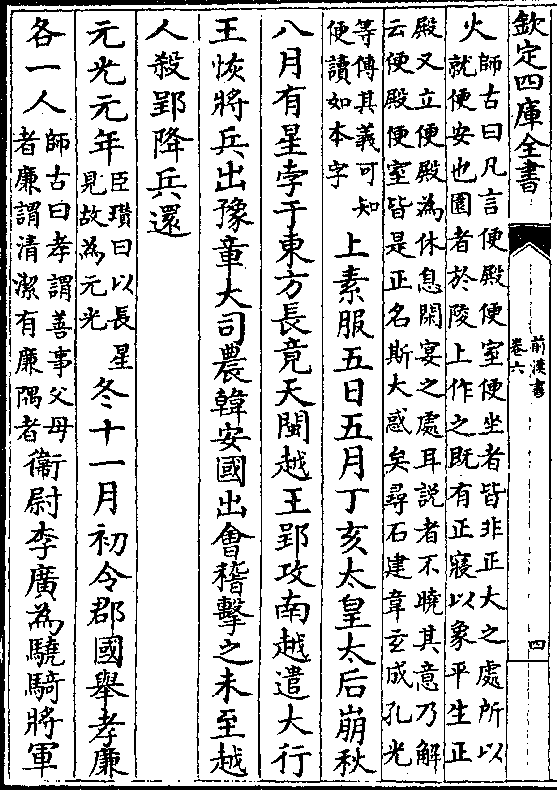 欽定四庫全書
前漢書
卷六
四
火師古曰凡言便殿便室便坐者皆非正大之處所以
就便安也園者於陵上作之既有正寢以象平生正
殿又立便殿為休息閑宴之處耳説者不曉其意乃解
云便殿便室皆是正名斯大惑矣尋石建韋𤣥成孔光
等傳其義可知
便讀如本字
上素服五日五月丁亥太皇太后崩秋
八月有星孛于東方長竟天閩越王郢攻南越遣大行
王恢將兵出豫章大司農韓安國出會稽擊之未至越
人殺郢降兵還
元光元年臣瓚曰以長星
見故為元光
冬十一月初令郡國舉孝廉
各一人師古曰孝謂善事父母
者廉謂清潔有廉隅者
衞尉李廣為驍騎將軍